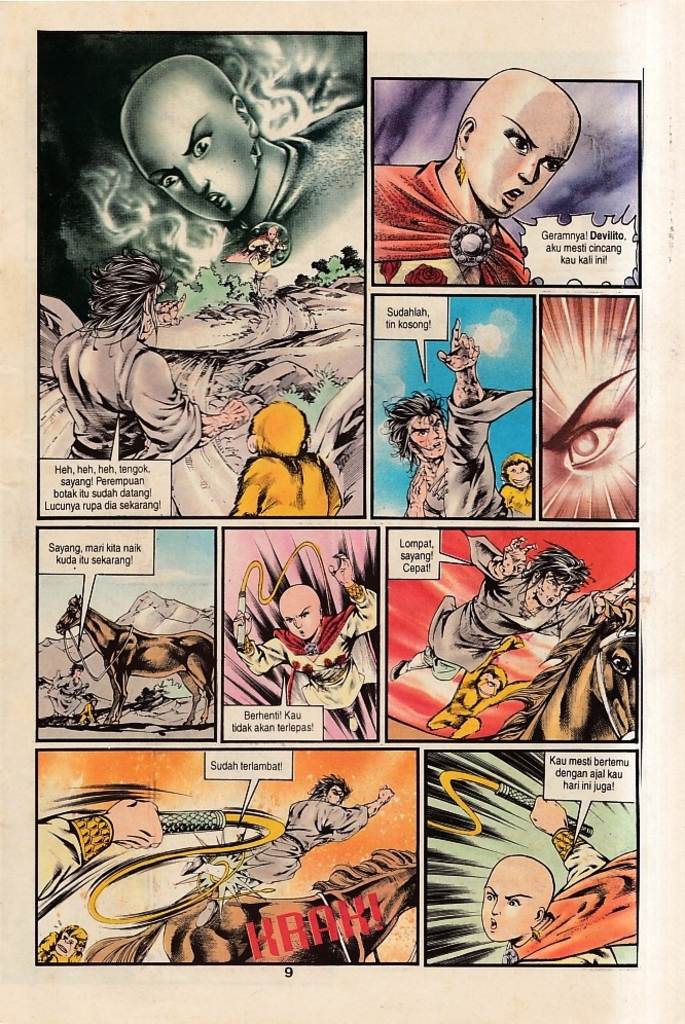 Heh, heh, heh, tengok,
sayang! Perempuan
botak itu sudah datang!
Lucunya rupa dia sekarang!
Geramnya! Devilito,
aku mesti cincang
kau kali ini!
Sudahlah,
tin kosong!
Sayang, mari kita naik
kuda itu sekarang!
Berhenti! Kau
tidak akan terlepas!
Lompat,
sayang!
Cepat!
Sudah terlambat!
KRAK!
Kau mesti bertemu
dengan ajal kau
hari ini juga!
9